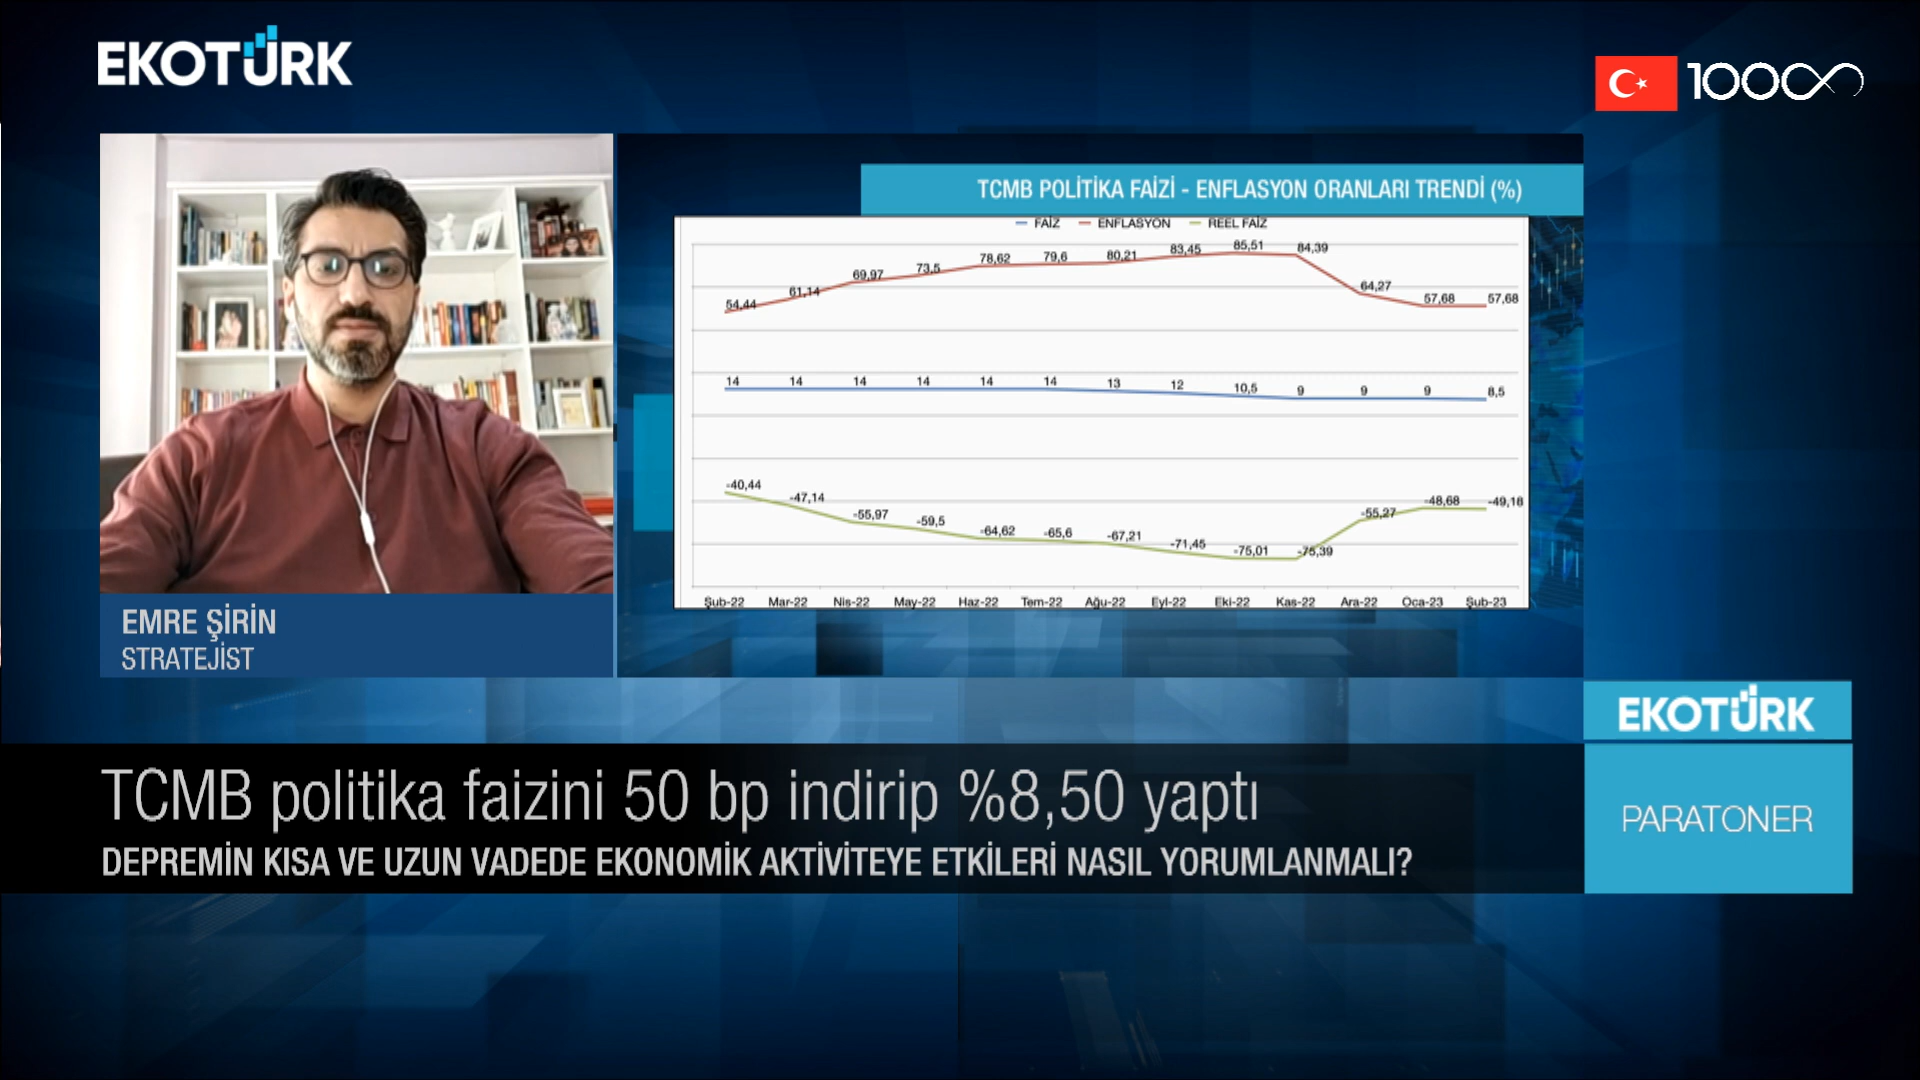 EKOTÜRK
100
TCMB POLİTİKA FAİZİ - ENFLASYON ORANLARI TRENDİ (%)
FAİZ ENFLASYON REEL FAİZ
54,44 61,14 69,97 73,5 78,62 79,6 80,21 83,45 85,51 84,39 64,27 57,68 57,68
14 14 14 14 14 14 13 12 10,5 9 9 9 8,5
-40,44 -47,14 -55,97 -59,5 -64,62 -65,6 -67,21 -71,45 -75,01 -75,39 -55,27 -48,68 -49,18
Şub-22 Mar-22 Nis-22 May-22 Haz-22 Tem-22 Ağu-22 Eyl-22 Eki-22 Kas-22 Ara-22 Oca-23 Şub-23
EMRE ŞİRİN
STRATEJİST
EKOTÜRK
TCMB politika faizini 50 bp indirip %8,50 yaptı
DEPREMİN KISA VE UZUN VADEDE EKONOMİK AKTİVİTEYE ETKİLERİ NASIL YORUMLANMALI?
PARATONER